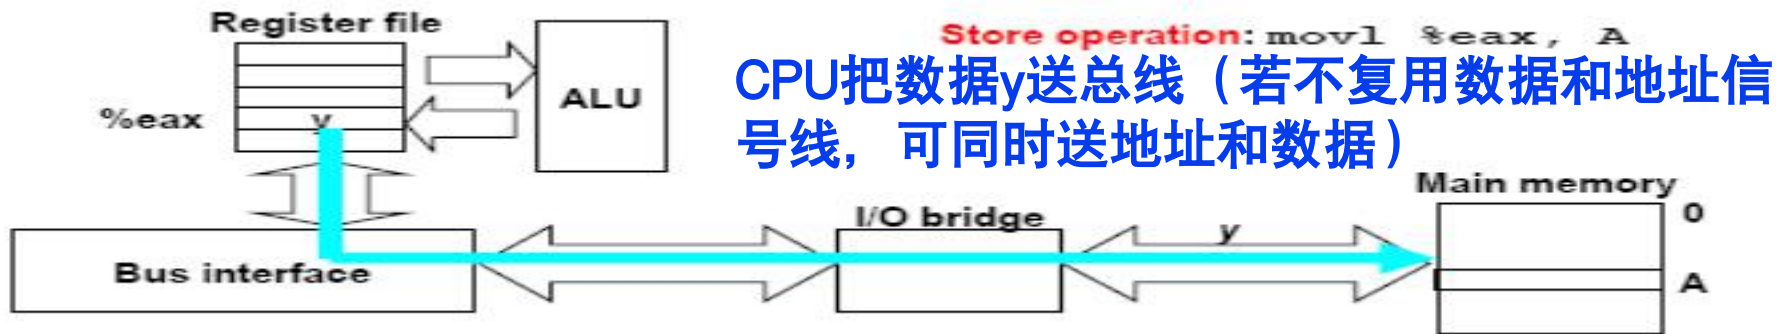 Register file
Store operation: movl %eax, A
CPU把数据y送总线（若不复用数据和地址信
号线，可同时送地址和数据）
ALU
%eax
y
Main memory
I/O bridge
0
y
Bus interface
A